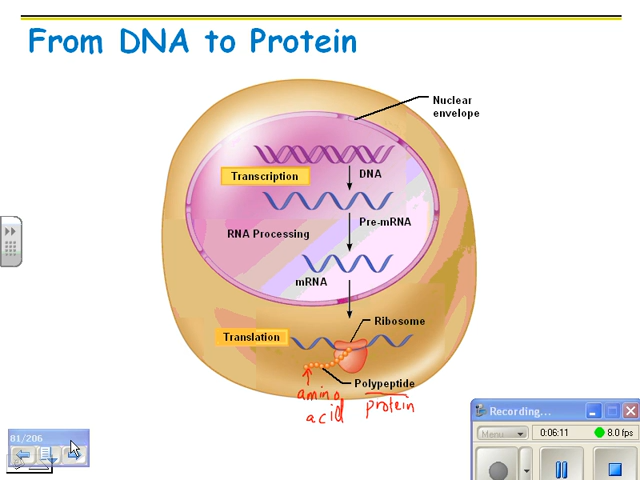 From DNA to Protein
Nuclear
envelope
DNA
Transcription
Pre-mRNA
RNA Processing
mRNA
Ribosome
Translation
Polypeptide
amino
acid
protein
81/206
Recording...
Menu
0:06:11
8.0 fps